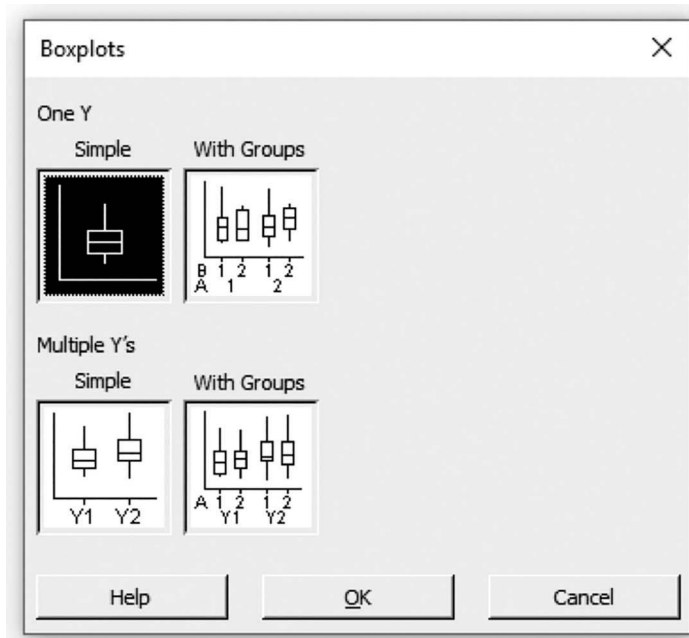 Boxplots
One Y
Simple With Groups
B 1 2 1 2
A 1 2
Multiple Y's
Simple With Groups
Y1 Y2
A 1 2 1 2
Y1 Y2
Help OK Cancel